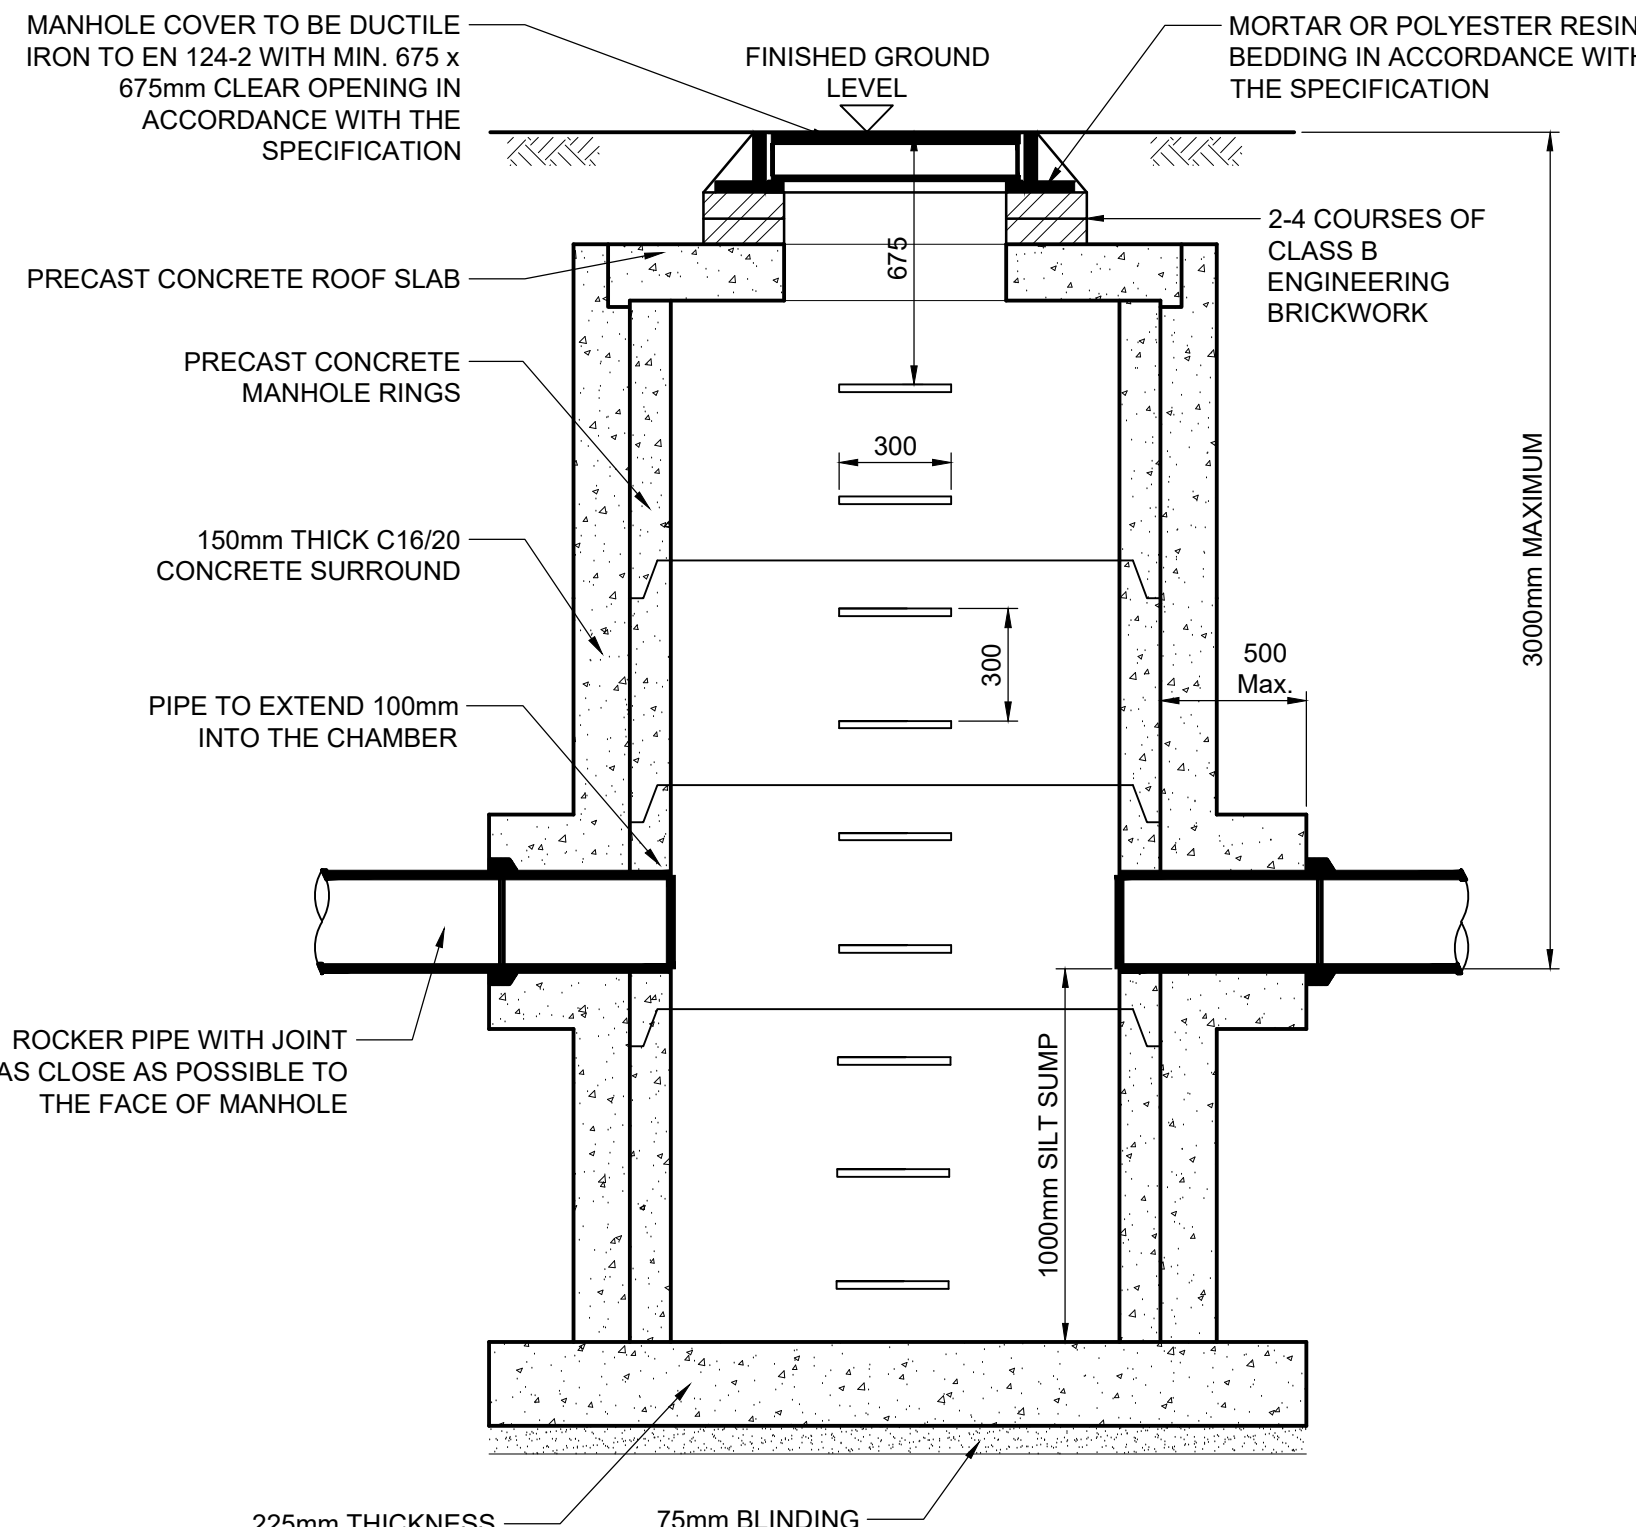 MANHOLE COVER TO BE DUCTILE
IRON TO EN 124-2 WITH MIN. 675 x
675mm CLEAR OPENING IN
ACCORDANCE WITH THE
SPECIFICATION
FINISHED GROUND
LEVEL
MORTAR OR POLYESTER RESIN
BEDDING IN ACCORDANCE WITH
THE SPECIFICATION
2-4 COURSES OF
CLASS B
ENGINEERING
BRICKWORK
675
PRECAST CONCRETE ROOF SLAB
PRECAST CONCRETE
MANHOLE RINGS
300
3000mm MAXIMUM
150mm THICK C16/20
CONCRETE SURROUND
300
500
Max.
PIPE TO EXTEND 100mm
INTO THE CHAMBER
ROCKER PIPE WITH JOINT
AS CLOSE AS POSSIBLE TO
THE FACE OF MANHOLE
1000mm SILT SUMP
225mm THICKNESS
75mm BLINDING